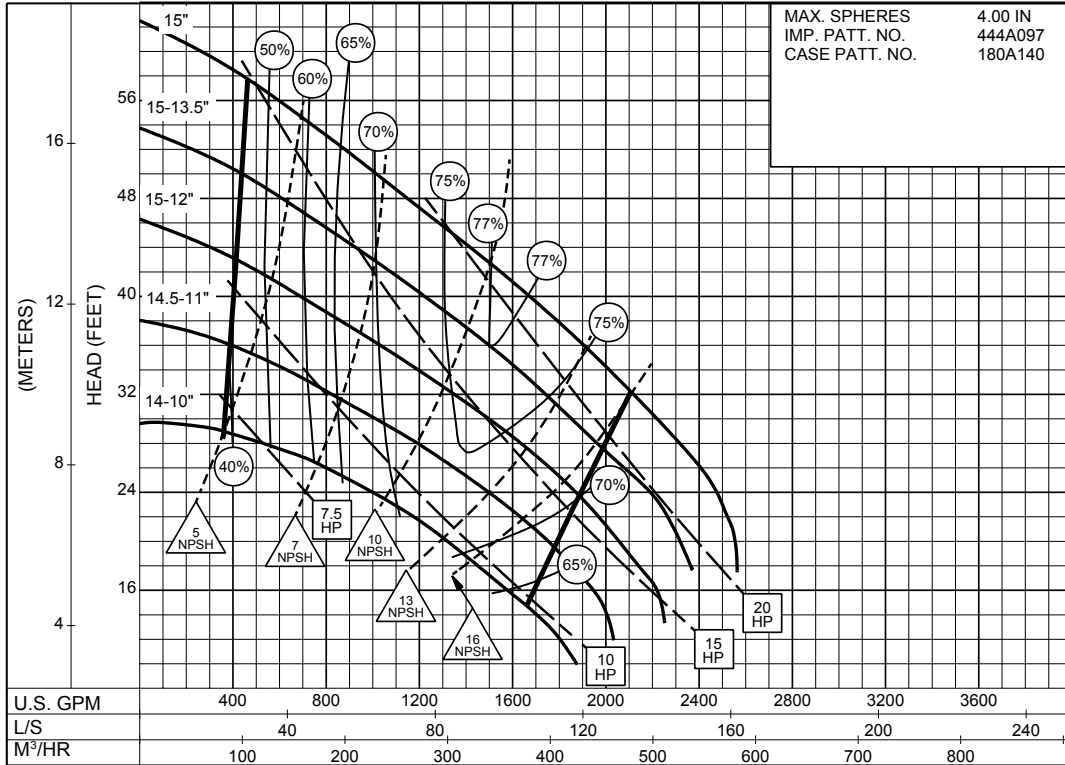 MAX. SPHERES 4.00 IN
IMP. PATT. NO. 444A097
CASE PATT. NO. 180A140
15"
15-13.5"
15-12"
14.5-11"
14-10"
50%
60%
65%
70%
75%
77%
77%
75%
70%
65%
40%
56
48
40
32
24
16
HEAD (FEET)
16
12
8
4
(METERS)
5
NPSH
7
NPSH
10
NPSH
13
NPSH
16
NPSH
7.5
HP
10
HP
15
HP
20
HP
U.S. GPM 400 800 1200 1600 2000 2400 2800 3200 3600
L/S 40 80 120 160 200 240
M³/HR 100 200 300 400 500 600 700 800